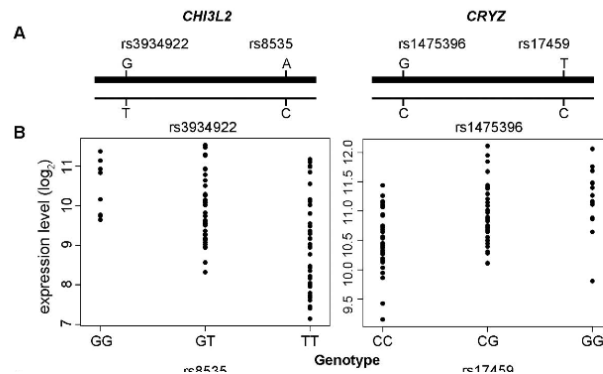 CHI3L2 CRYZ
A
rs3934922 rs8535 rs1475396 rs17459
G A G T
T C C C
B
rs3934922 rs1475396
expression level (log2)
11
10
9
8
7
12.0
11.5
11.0
10.5
10.0
9.5
GG GT TT CC CG GG
Genotype
rs8535 rs17459